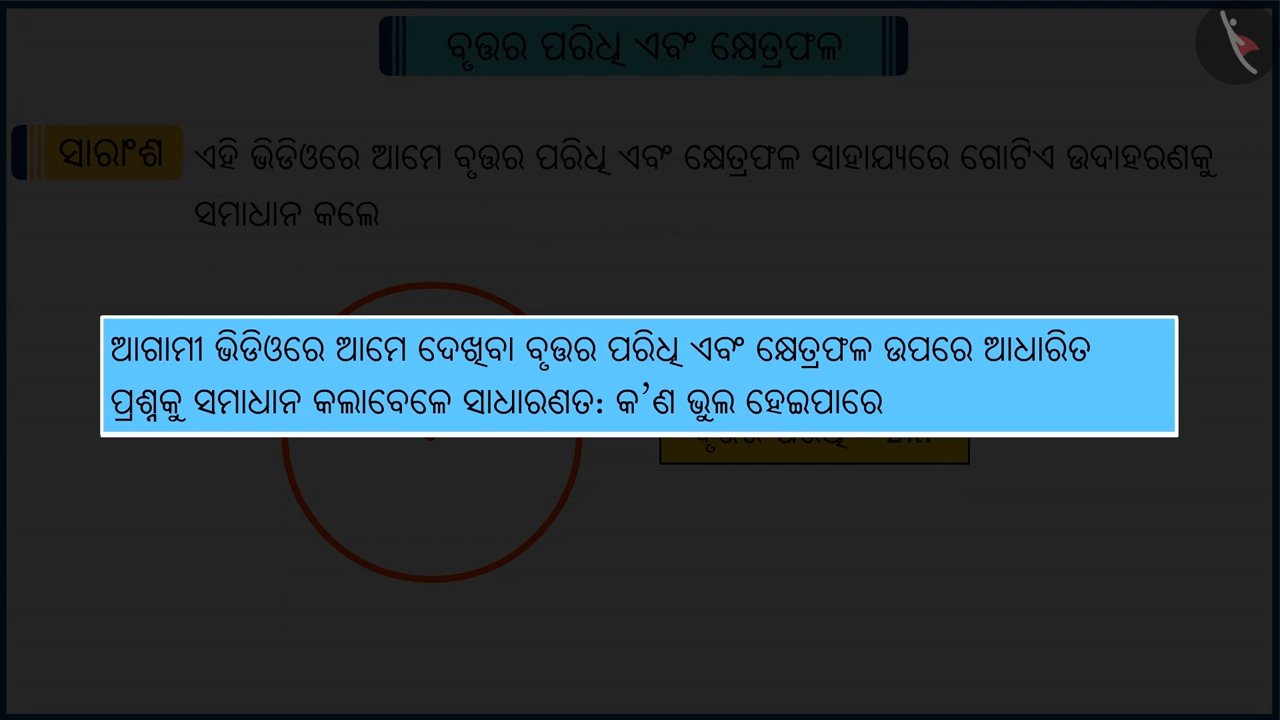 ବୃତ୍ତର ପରିଧି ଏବଂ କ୍ଷେତ୍ରଫଳ
ସାରାଂଶ
ଏହି ଭିଡିଓରେ ଆମେ ବୃତ୍ତର ପରିଧି ଏବଂ କ୍ଷେତ୍ରଫଳ ସାହାଯ୍ୟରେ ଗୋଟିଏ ଉଦାହରଣକୁ
ସମାଧାନ କଲେ
ଆଗାମୀ ଭିଡିଓରେ ଆମେ ଦେଖିବା ବୃତ୍ତର ପରିଧି ଏବଂ କ୍ଷେତ୍ରଫଳ ଉପରେ ଆଧାରିତ
ପ୍ରଶ୍ନକୁ ସମାଧାନ କଲାବେଳେ ସାଧାରଣତ: କ’ଣ ଭୁଲ ହେଇପାରେ